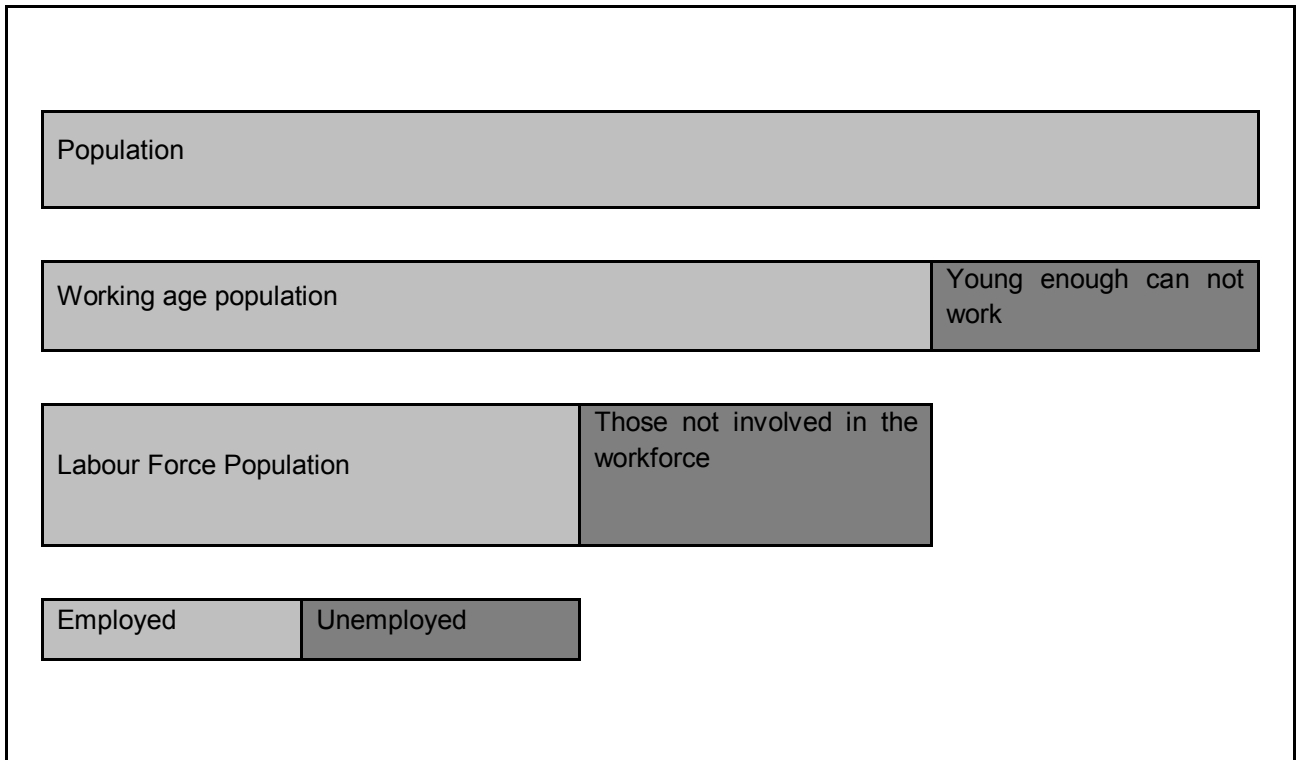 Population
Working age population
Young enough can not
work
Labour Force Population
Those not involved in the
workforce
Employed
Unemployed